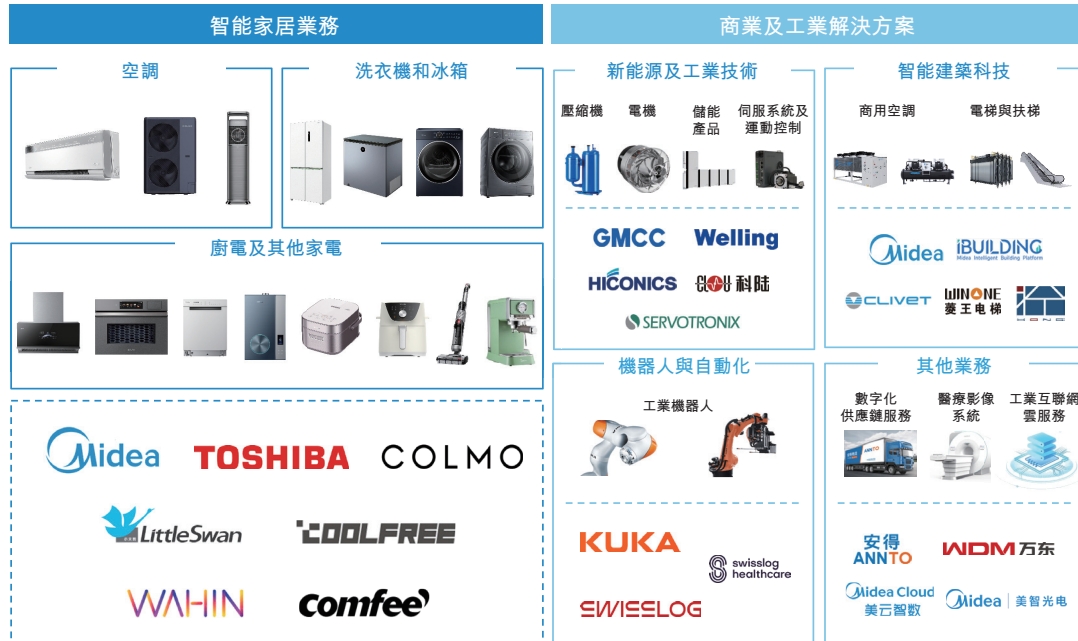 智能家居業務
空調
洗衣機和冰箱
廚電及其他家電
Midea
TOSHIBA
COLMO
LittleSwan
COOLFREE
WAHIN
comfee'
商業及工業解決方案
新能源及工業技術
壓縮機
電機
儲能
產品
伺服系統及
運動控制
GMCC
Welling
HICONICS
CLOU 科陆
SERVOTRONIX
智能建築科技
商用空調
電梯與扶梯
Midea
iBUILDING
Midea Intelligent Building Platform
CLIVET
WINONE
菱王电梯
機器人與自動化
工業機器人
KUKA
swisslog
healthcare
SWISSLOG
其他業務
數字化
供應鏈服務
醫療影像
系統
工業互聯網
雲服務
ANNTO
安得
ANNTO
WDM 万东
Midea Cloud
美云智数
Midea | 美智光电